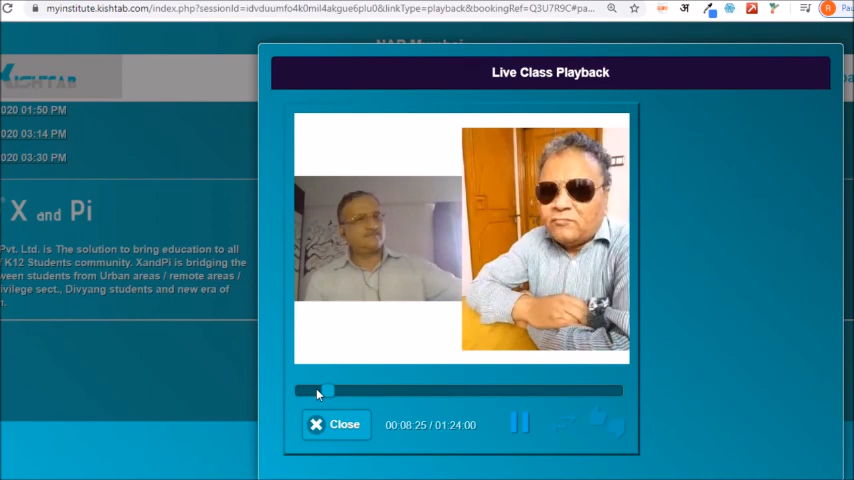 myinstitute.kishtab.com/index.php?sessionId=idvduumfo4k0mil4akgue6plu0&linkType=playback&bookingRef=Q3U7R9C#pa...
अ
R
Pau
KISHTAB
Live Class Playback
2020 01:50 PM
2020 03:14 PM
2020 03:30 PM
X and Pi
Pvt. Ltd. is The solution to bring education to all
f K12 Students community. XandPi is bridging the
ween students from Urban areas / remote areas /
ivilege sect., Divyang students and new era of
Close
00:08:25 / 01:24:00